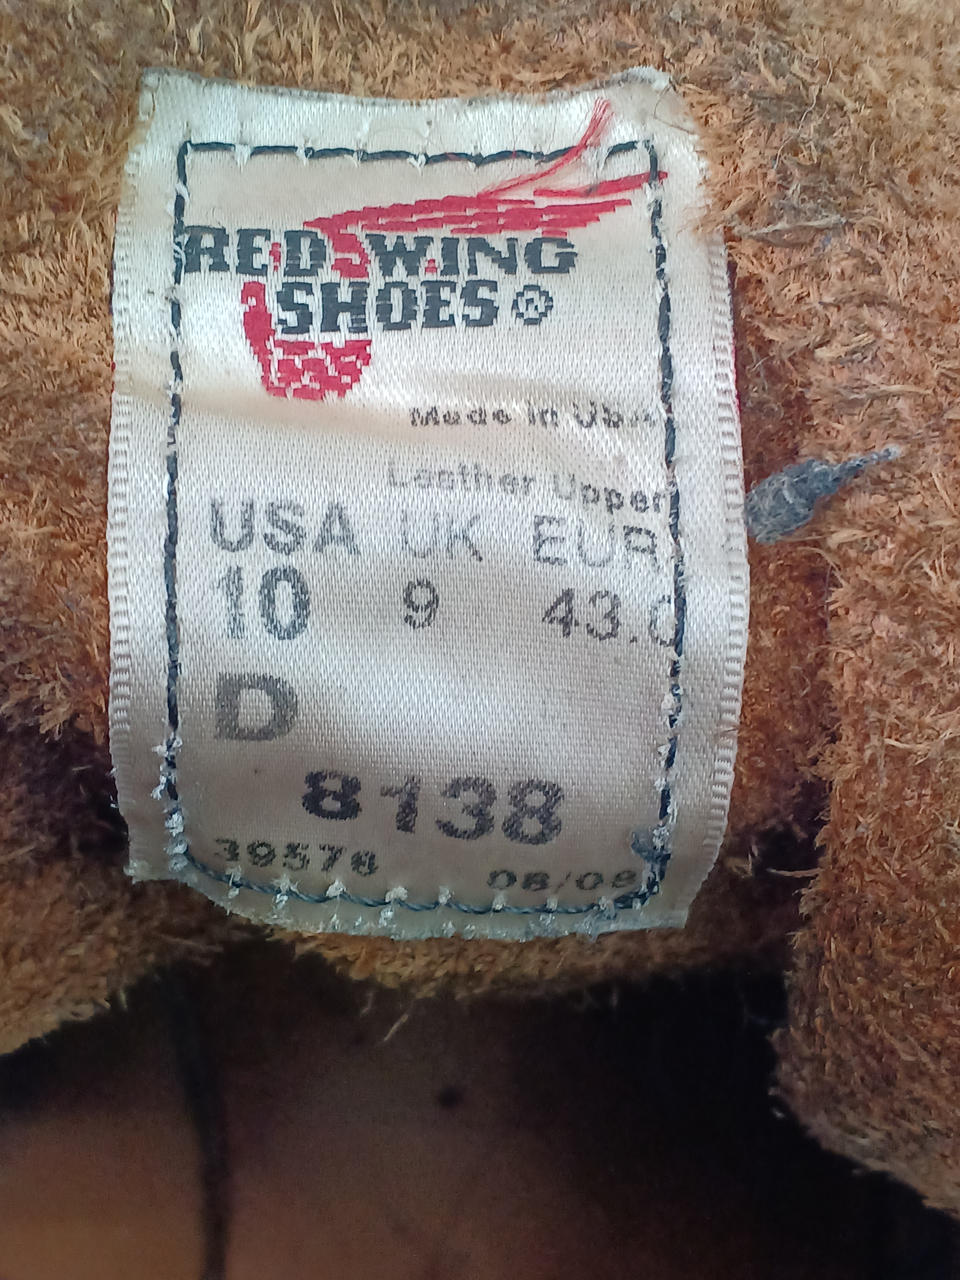 RED WING
SHOES®
Made in USA
Leather Upper
USA UK EUR
10 9 43.0
D
8138
39578 08/08